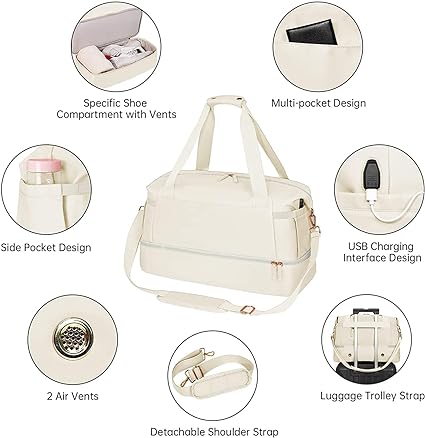 Specific Shoe
Compartment with Vents
Multi-pocket Design
Side Pocket Design
USB Charging
Interface Design
2 Air Vents
Detachable Shoulder Strap
Luggage Trolley Strap